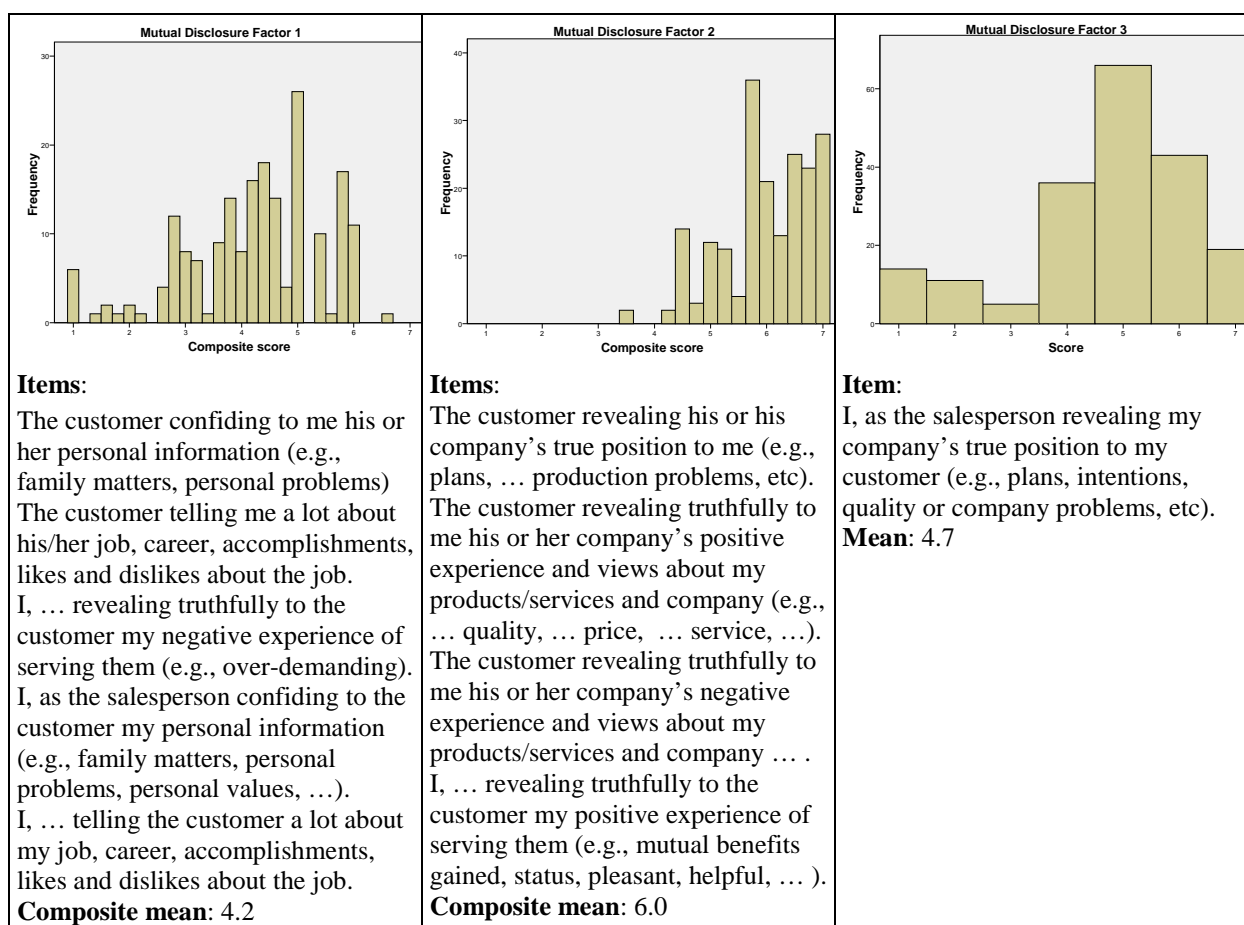 Mutual Disclosure Factor 1
30
20
10
0
Frequency
1 2 3 4 5 6 7
Composite score
Items:
The customer confiding to me his or
her personal information (e.g.,
family matters, personal problems)
The customer telling me a lot about
his/her job, career, accomplishments,
likes and dislikes about the job.
I, … revealing truthfully to the
customer my negative experience of
serving them (e.g., over-demanding).
I, as the salesperson confiding to the
customer my personal information
(e.g., family matters, personal
problems, personal values, …).
I, … telling the customer a lot about
my job, career, accomplishments,
likes and dislikes about the job.
Composite mean: 4.2
Mutual Disclosure Factor 2
40
30
20
10
0
Frequency
1 2 3 4 5 6 7
Composite score
Items:
The customer revealing his or his
company’s true position to me (e.g.,
plans, … production problems, etc).
The customer revealing truthfully to
me his or her company’s positive
experience and views about my
products/services and company (e.g.,
… quality, … price, … service, …).
The customer revealing truthfully to
me his or her company’s negative
experience and views about my
products/services and company … .
I, … revealing truthfully to the
customer my positive experience of
serving them (e.g., mutual benefits
gained, status, pleasant, helpful, … ).
Composite mean: 6.0
Mutual Disclosure Factor 3
60
40
20
0
Frequency
1 2 3 4 5 6 7
Score
Item:
I, as the salesperson revealing my
company’s true position to my
customer (e.g., plans, intentions,
quality or company problems, etc).
Mean: 4.7